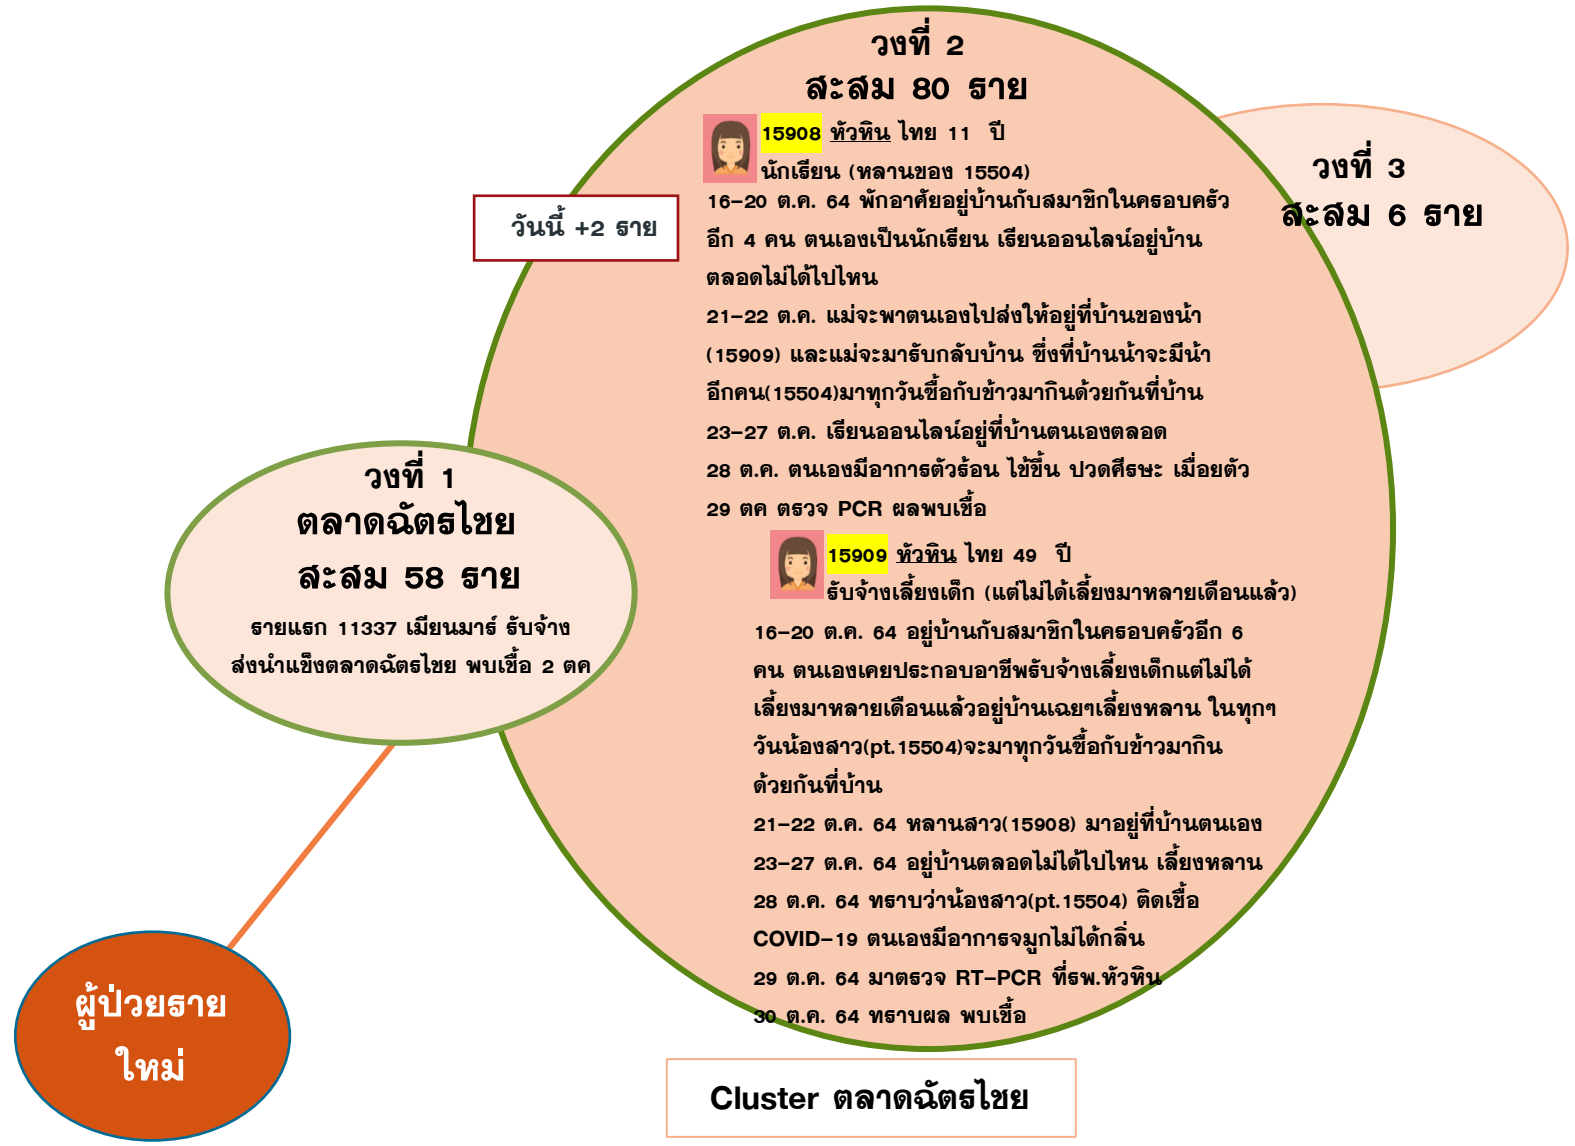 วงที่ 2
สะสม 80 ราย
15908 หัวหิน ไทย 11 ปี
นักเรียน (หลานของ 15504)
16-20 ต.ค. 64 พักอาศัยอยู่บ้านกับสมาชิกในครอบครัว
อีก 4 คน ตนเองเป็นนักเรียน เรียนออนไลน์อยู่บ้าน
ตลอดไม่ได้ไปไหน
21-22 ต.ค. แม่จะพาตนเองไปส่งให้อยู่ที่บ้านของน้า
(15909) และแม่จะมารับกลับบ้าน ซึ่งที่บ้านน้าจะมีน้า
อีกคน(15504)มาทุกวันซื้อกับข้าวมากินด้วยกันที่บ้าน
23-27 ต.ค. เรียนออนไลน์อยู่ที่บ้านตนเองตลอด
28 ต.ค. ตนเองมีอาการตัวร้อน ไข้ขึ้น ปวดศีรษะ เมื่อยตัว
29 ตค ตรวจ PCR ผลพบเชื้อ
15909 หัวหิน ไทย 49 ปี
รับจ้างเลี้ยงเด็ก (แต่ไม่ได้เลี้ยงมาหลายเดือนแล้ว)
16-20 ต.ค. 64 อยู่บ้านกับสมาชิกในครอบครัวอีก 6
คน ตนเองเคยประกอบอาชีพรับจ้างเลี้ยงเด็กแต่ไม่ได้
เลี้ยงมาหลายเดือนแล้วอยู่บ้านเฉยๆเลี้ยงหลาน ในทุกๆ
วันน้องสาว(pt.15504)จะมาทุกวันซื้อกับข้าวมากิน
ด้วยกันที่บ้าน
21-22 ต.ค. 64 หลานสาว(15908) มาอยู่ที่บ้านตนเอง
23-27 ต.ค. 64 อยู่บ้านตลอดไม่ได้ไปไหน เลี้ยงหลาน
28 ต.ค. 64 ทราบว่าน้องสาว(pt.15504) ติดเชื้อ
COVID-19 ตนเองมีอาการจมูกไม่ได้กลิ่น
29 ต.ค. 64 มาตรวจ RT-PCR ที่รพ.หัวหิน
30 ต.ค. 64 ทราบผล พบเชื้อ
วงที่ 3
สะสม 6 ราย
วันนี้ +2 ราย
วงที่ 1
ตลาดฉัตรไชย
สะสม 58 ราย
รายแรก 11337 เมียนมาร์ รับจ้าง
ส่งนำแข็งตลาดฉัตรไชย พบเชื้อ 2 ตค
ผู้ป่วยราย
ใหม่
Cluster ตลาดฉัตรไชย